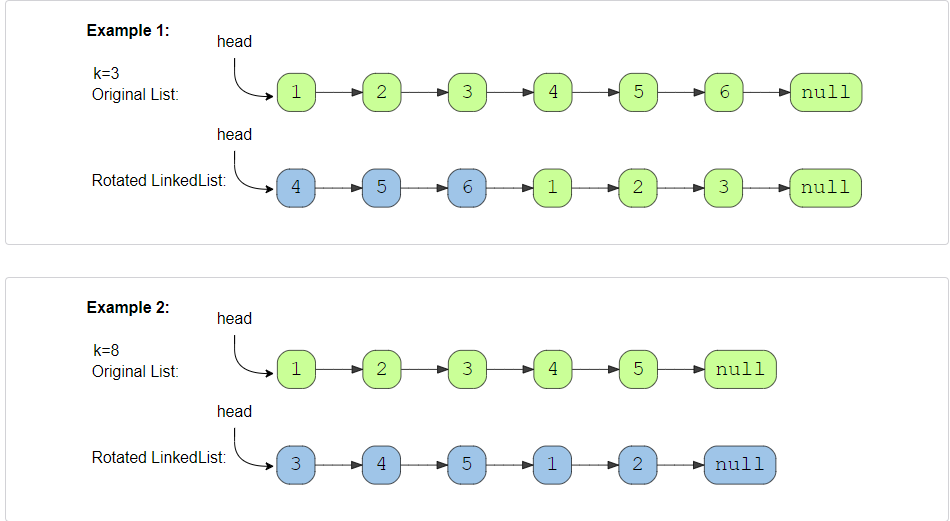 Example 1:
head
k=3
Original List:
1 2 3 4 5 6 null
head
Rotated LinkedList:
4 5 6 1 2 3 null
Example 2:
head
k=8
Original List:
1 2 3 4 5 null
head
Rotated LinkedList:
3 4 5 1 2 null